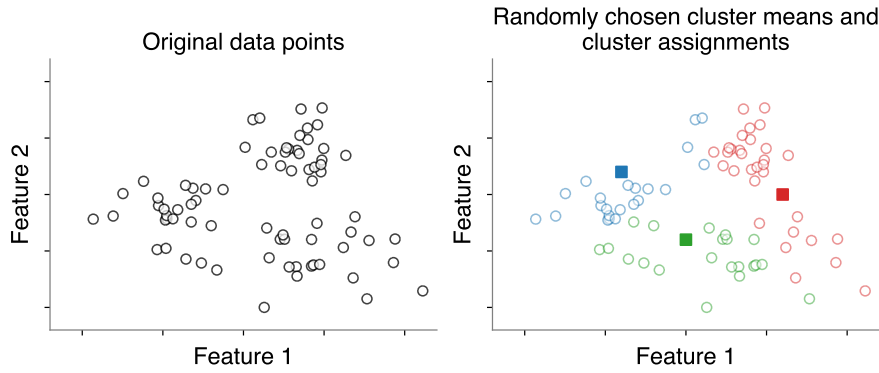 Original data points
Feature 2
Feature 1
Randomly chosen cluster means and
cluster assignments
Feature 2
Feature 1